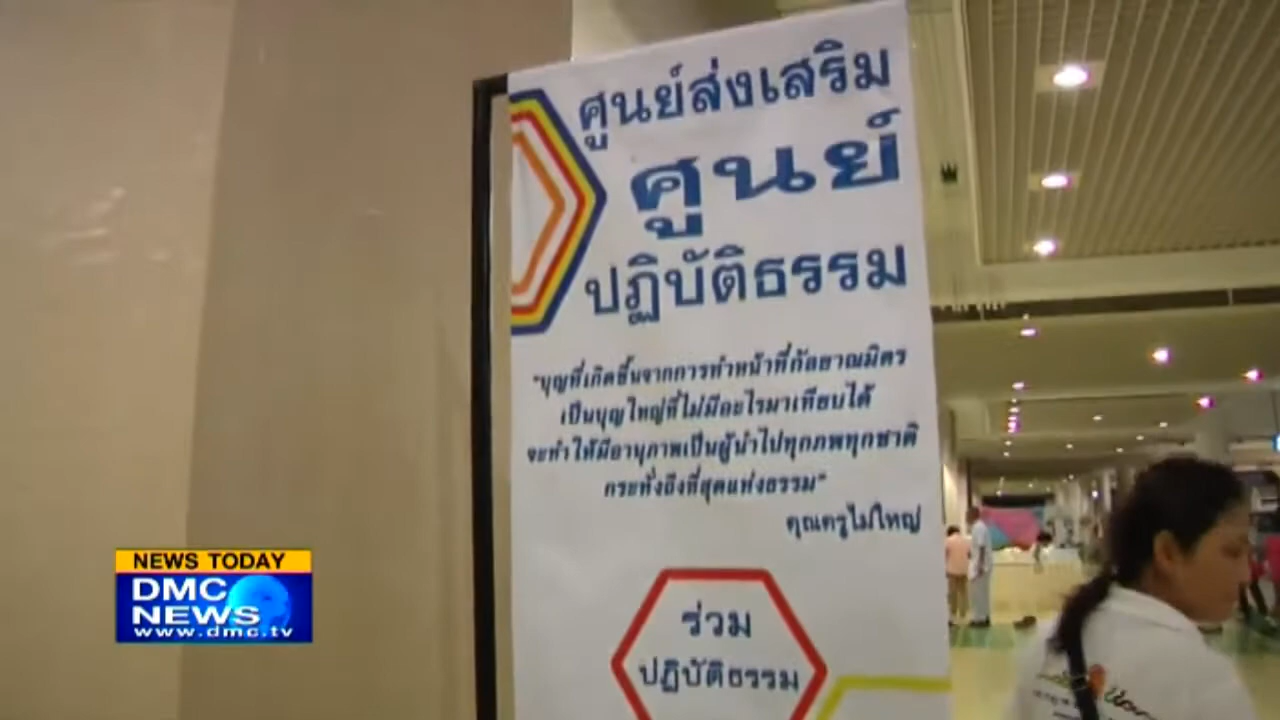 ศูนย์ส่งเสริม
ศูนย์
ปฏิบัติธรรม
"บุญที่เกิดขึ้นจากการทำหน้าที่กัลยาณมิตร
เป็นบุญใหญ่ที่ไม่มีอะไรมาเทียบได้
จะทำให้มีอานุภาพเป็นผู้นำไปทุกภพทุกชาติ
กระทั่งถึงที่สุดแห่งธรรม"
คุณครูไม่ใหญ่
ร่วม
ปฏิบัติธรรม
NEWS TODAY
DMC
NEWS
www.dmc.tv